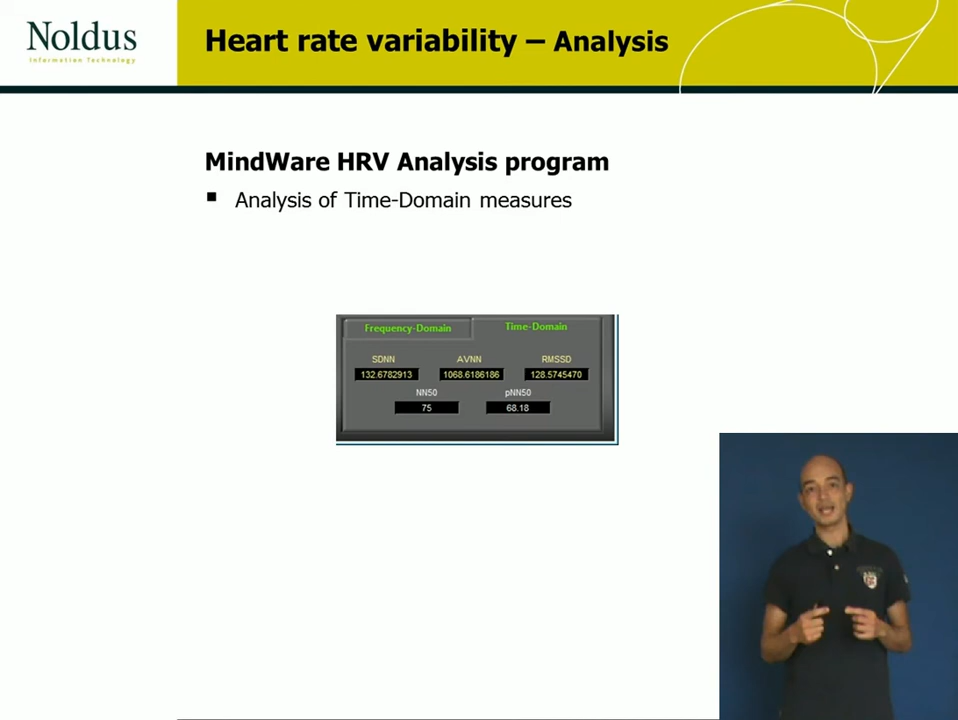 Noldus
Information Technology
Heart rate variability – Analysis
MindWare HRV Analysis program
▪ Analysis of Time-Domain measures
Frequency-Domain Time-Domain
SDNN AVNN RMSSD
132.6782913 1068.6186186 128.5745470
NN50 pNN50
75 68.18